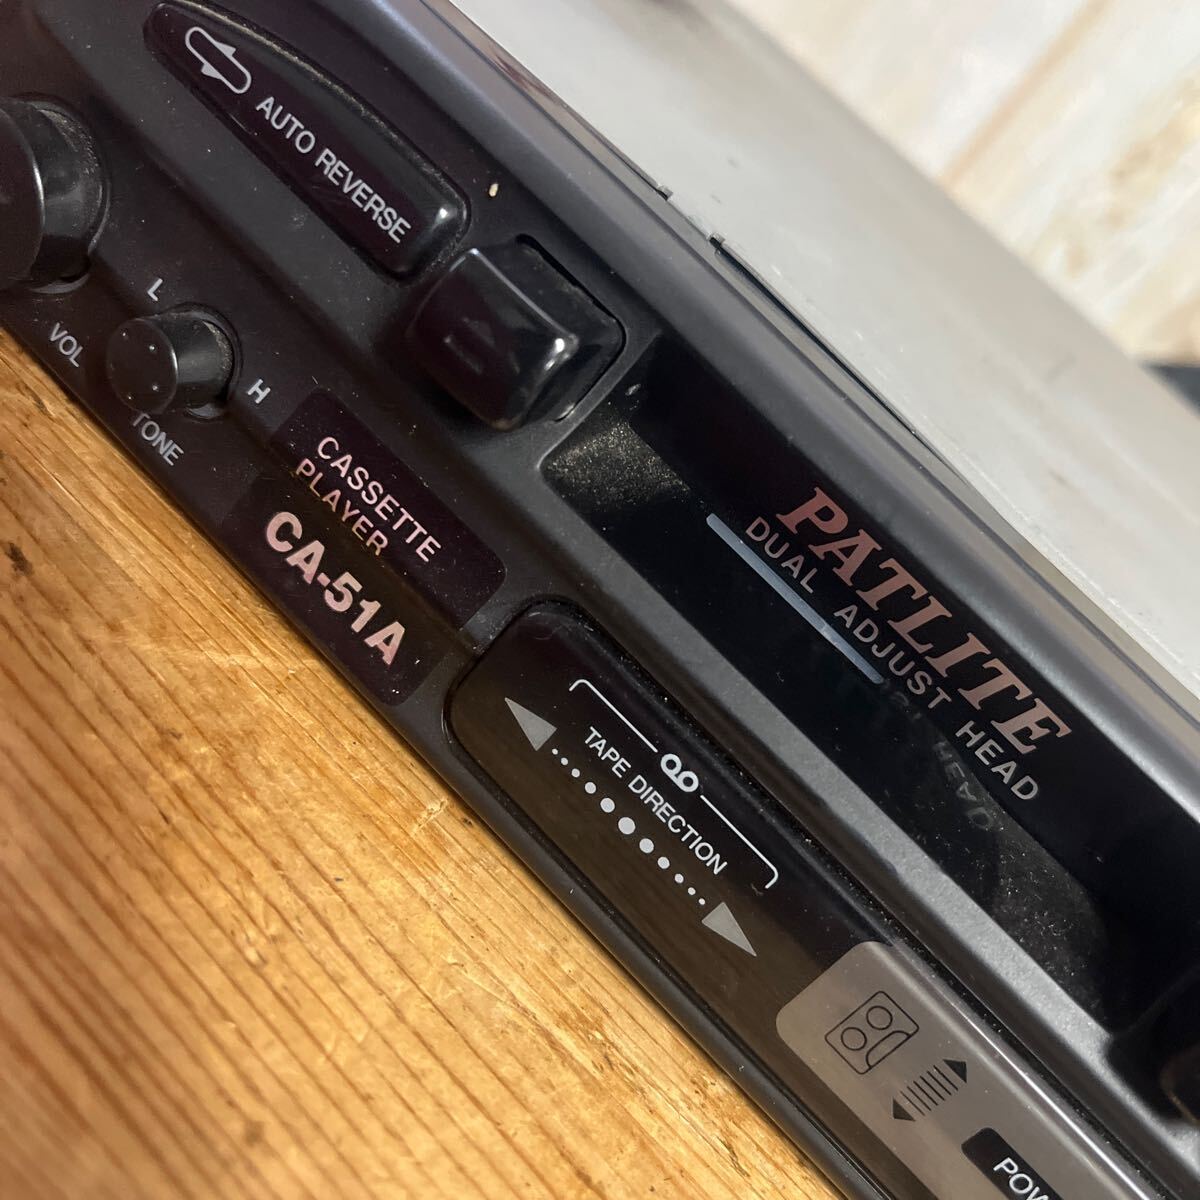 AUTO REVERSE
L
VOL
H
TONE
CASSETTE
PLAYER
CA-51A
PATLITE
DUAL ADJUST HEAD
TAPE DIRECTION